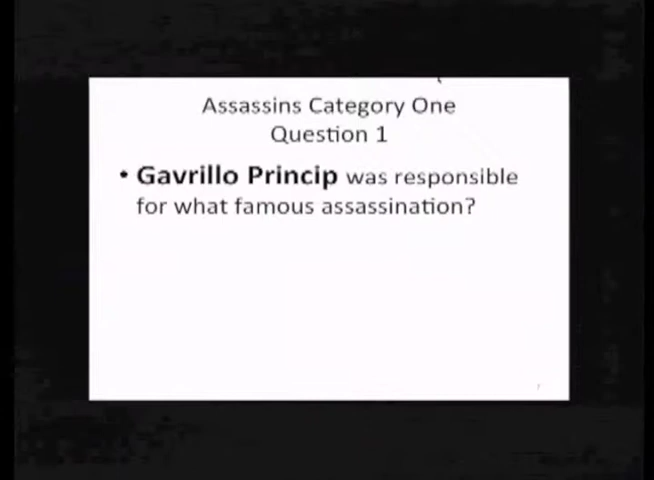 Assassins Category One
Question 1
• Gavrillo Princip was responsible
for what famous assassination?